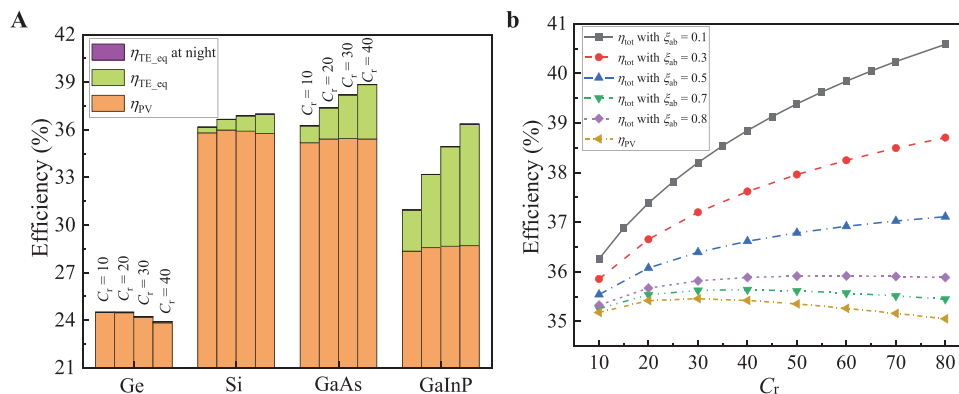 A
Efficiency (%)
42
39
36
33
30
27
24
21
η_TE_eq at night
η_TE_eq
η_PV
C_r = 10
C_r = 20
C_r = 30
C_r = 40
C_r = 10
C_r = 20
C_r = 30
C_r = 40
Ge Si GaAs GaInP
b
Efficiency (%)
41
40
39
38
37
36
35
η_tot with ξ_ab = 0.1
η_tot with ξ_ab = 0.3
η_tot with ξ_ab = 0.5
η_tot with ξ_ab = 0.7
η_tot with ξ_ab = 0.8
η_PV
10 20 30 40 50 60 70 80
C_r